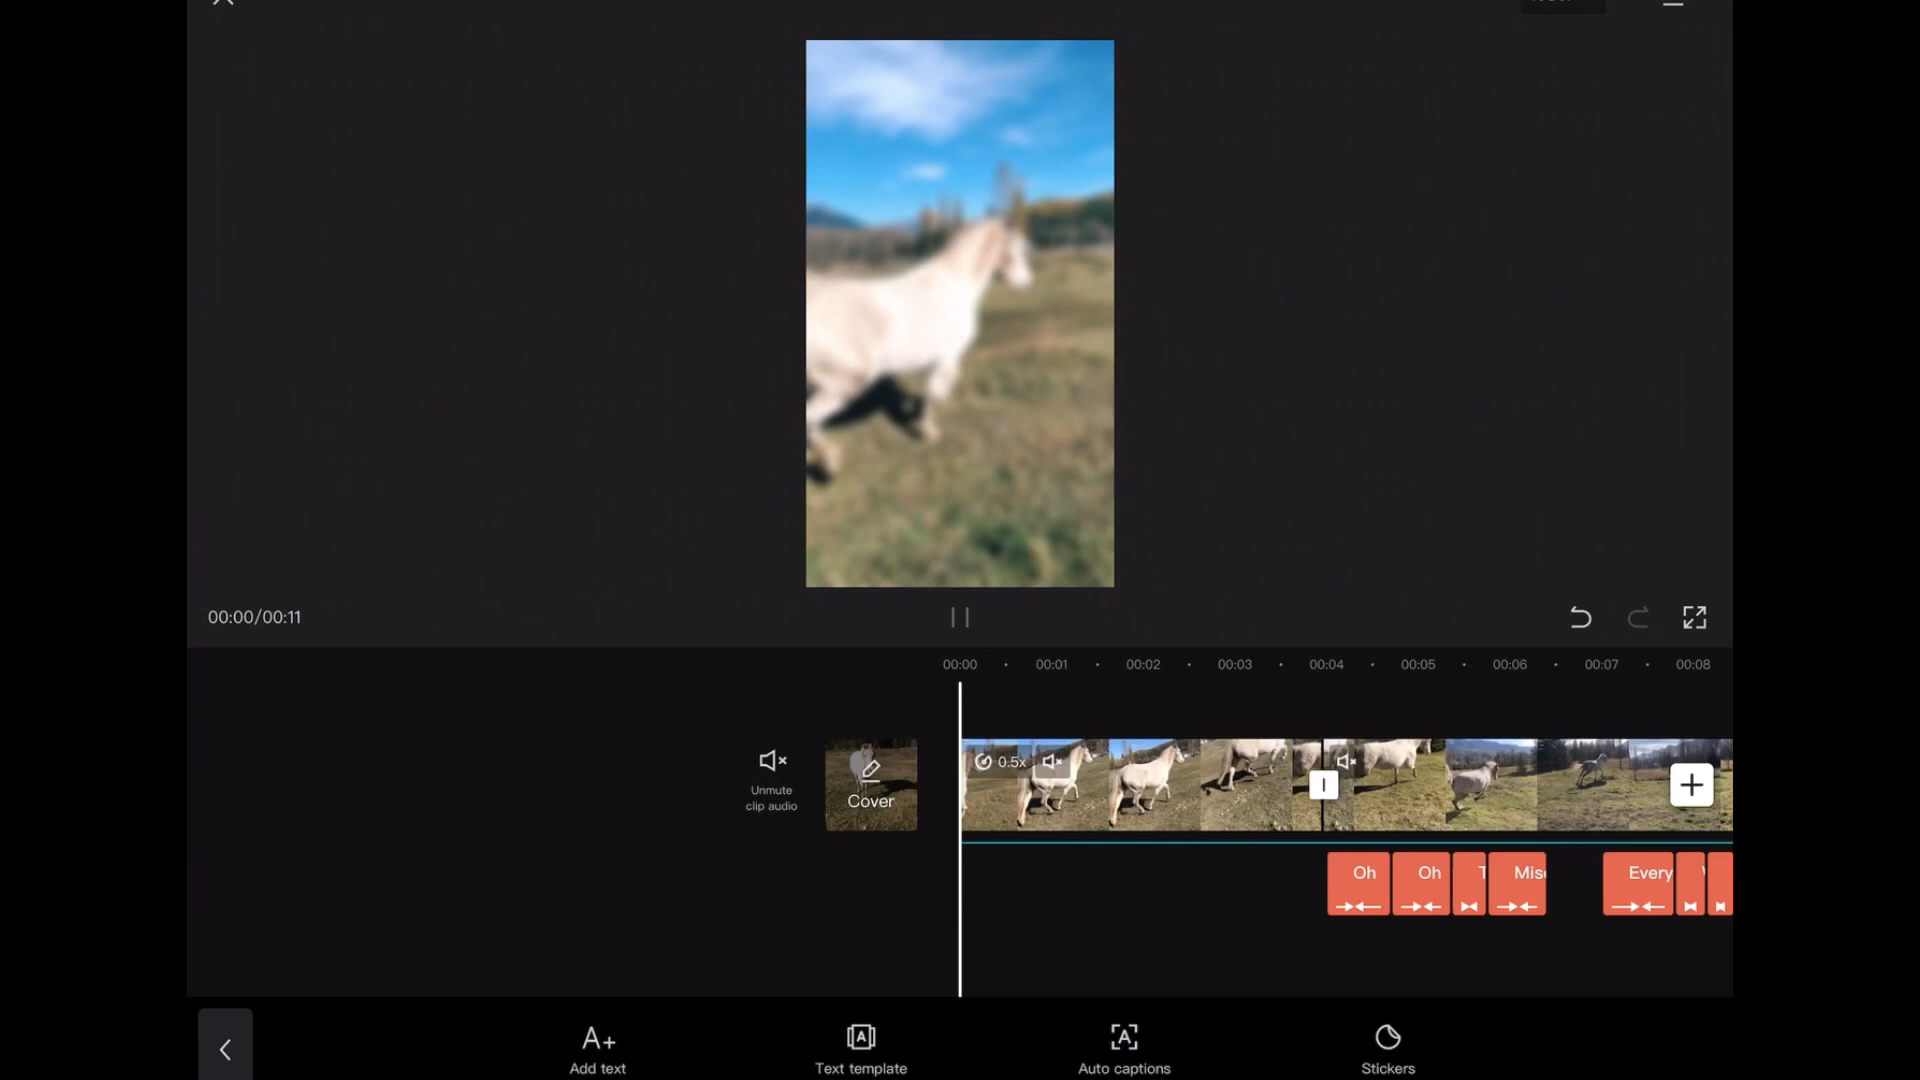 00:00/00:11
00:00 00:01 00:02 00:03 00:04 00:05 00:06 00:07 00:08
Unmute
clip audio
Cover
0.5x
Oh Oh T Mis Every
Add text Text template Auto captions Stickers